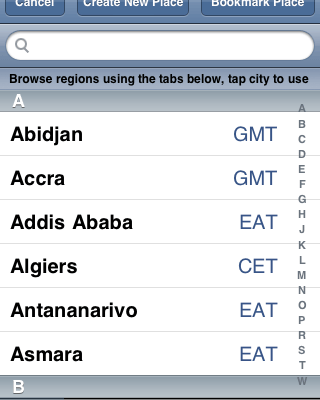 Cancel Create New Place Bookmark Place
Browse regions using the tabs below, tap city to use
A
Abidjan GMT
Accra GMT
Addis Ababa EAT
Algiers CET
Antananarivo EAT
Asmara EAT
B
A
B
C
D
E
F
G
H
J
K
L
M
N
O
P
R
S
T
W